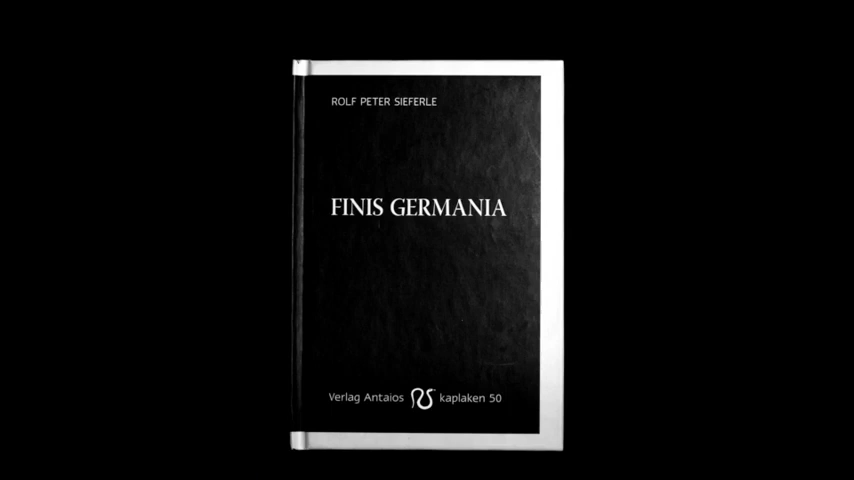 ROLF PETER SIEFERLE
FINIS GERMANIA
Verlag Antaios kaplaken 50